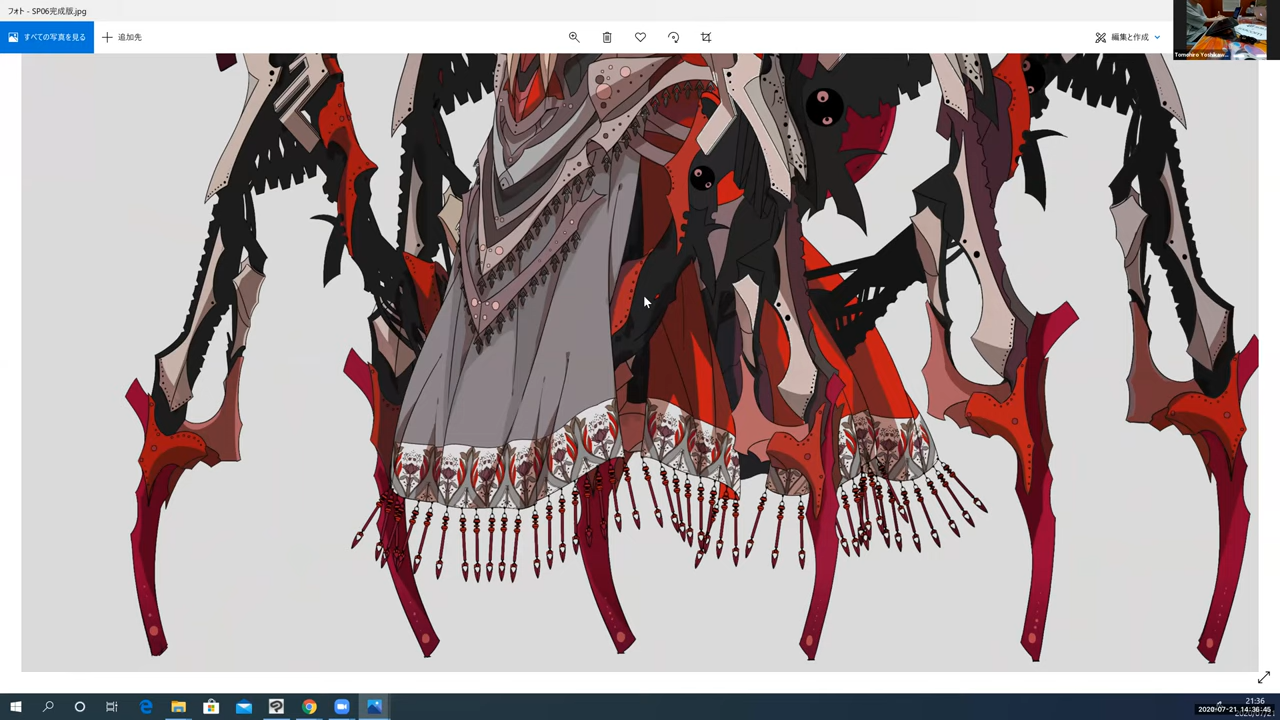 フォト - SP06完成版.jpg
すべての写真を見る
追加先
編集と作成
Tomohiro Yoshikaw...
21:36
2020-07-21 14:36:45